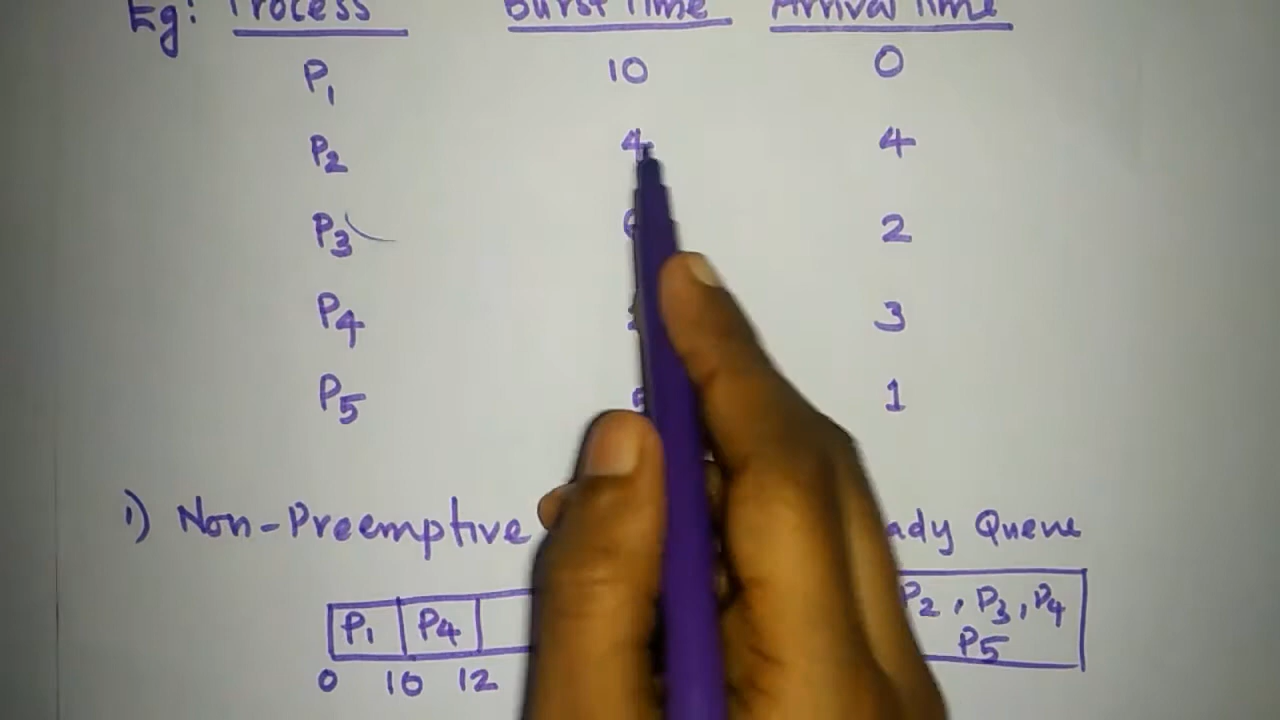 Eg: Process Burst Time Arrival Time
P1 10 0
P2 4 4
P3 2
P4 3
P5 1
1) Non-Preemptive Queue
P1 P4 P2, P3, P4
P5
0 10 12